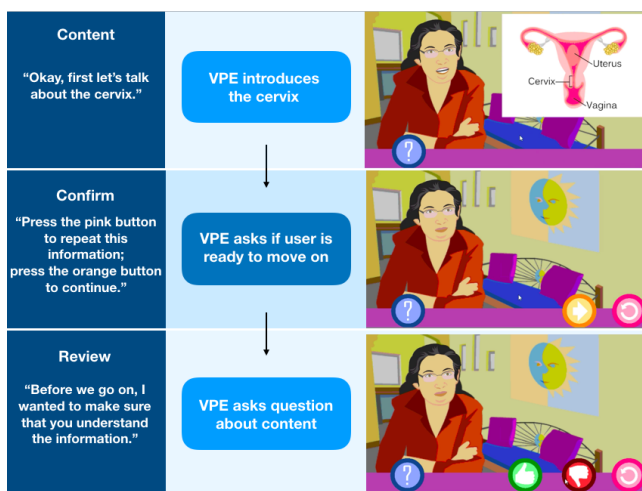 Content
“Okay, first let’s talk
about the cervix.”
VPE introduces
the cervix
Uterus
Cervix
Vagina
?
Confirm
“Press the pink button
to repeat this
information;
press the orange button
to continue.”
VPE asks if user is
ready to move on
?
Review
“Before we go on, I
wanted to make sure
that you understand
the information.”
VPE asks question
about content
?